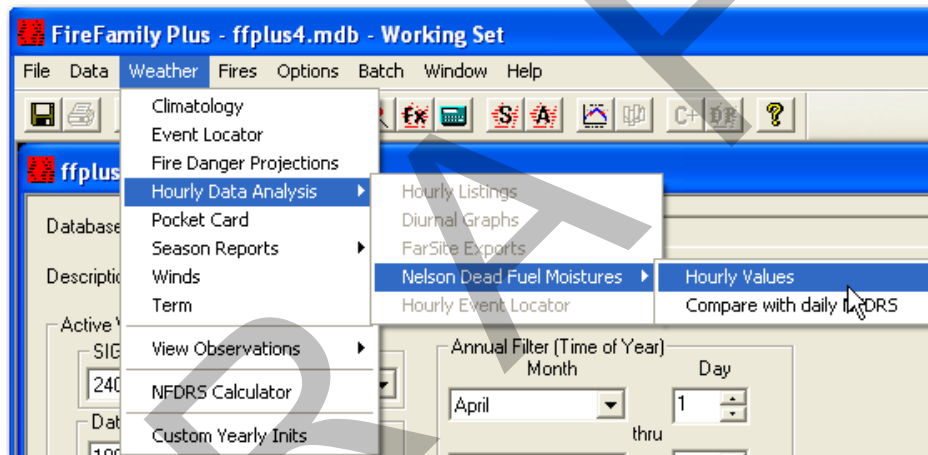 FireFamily Plus - ffplus4.mdb - Working Set
File Data Weather Fires Options Batch Window Help
fx S A C+ DR ?
Climatology
Event Locator
Fire Danger Projections
ffplus
Hourly Data Analysis
Hourly Listings
Database
Pocket Card
Diurnal Graphs
Season Reports
FarSite Exports
Winds
Nelson Dead Fuel Moistures
Hourly Values
Term
Hourly Event Locator
Compare with daily NFDRS
Active
SIG
View Observations
Annual Filter (Time of Year)
Month Day
240
NFDRS Calculator
April 1
Custom Yearly Inits
thru